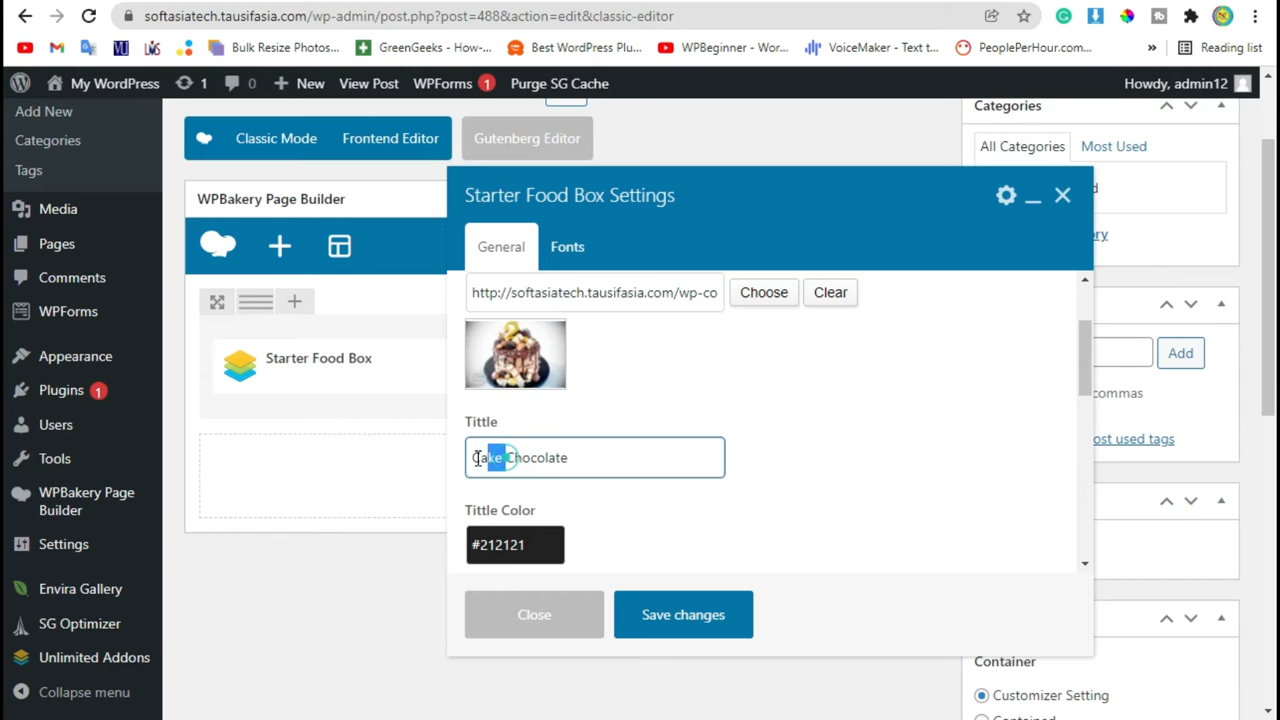 softasiatech.tausifasia.com/wp-admin/post.php?post=488&action=edit&classic-editor
Bulk Resize Photos...
GreenGeeks - How-...
Best WordPress Plu...
WPBeginner - Wor...
VoiceMaker - Text t...
PeoplePerHour.com...
»
Reading list
My WordPress
1
0
New
View Post
WPForms 1
Purge SG Cache
Howdy, admin12
Add New
Categories
Tags
Media
Pages
Comments
WPForms
Appearance
Plugins 1
Users
Tools
WPBakery Page
Builder
Settings
Envira Gallery
SG Optimizer
Unlimited Addons
Collapse menu
Classic Mode
Frontend Editor
Gutenberg Editor
WPBakery Page Builder
Starter Food Box
Starter Food Box Settings
General
Fonts
http://softasiatech.tausifasia.com/wp-co
Choose
Clear
Tittle
Cake Chocolate
Tittle Color
#212121
Close
Save changes
Categories
All Categories
Most Used
Add
commas
Container
Customizer Setting
Contained